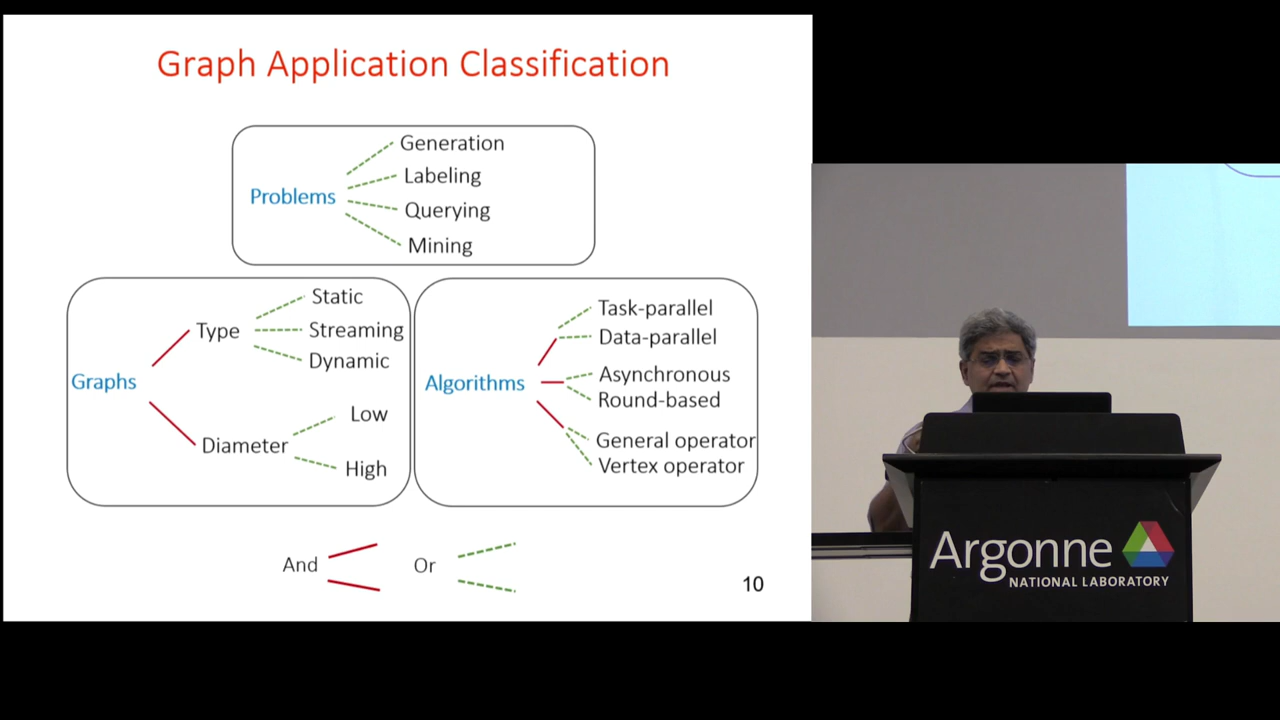 Graph Application Classification
Problems
Generation
Labeling
Querying
Mining
Graphs
Type
Static
Streaming
Dynamic
Diameter
Low
High
Algorithms
Task-parallel
Data-parallel
Asynchronous
Round-based
General operator
Vertex operator
And
Or
10
Argonne
NATIONAL LABORATORY